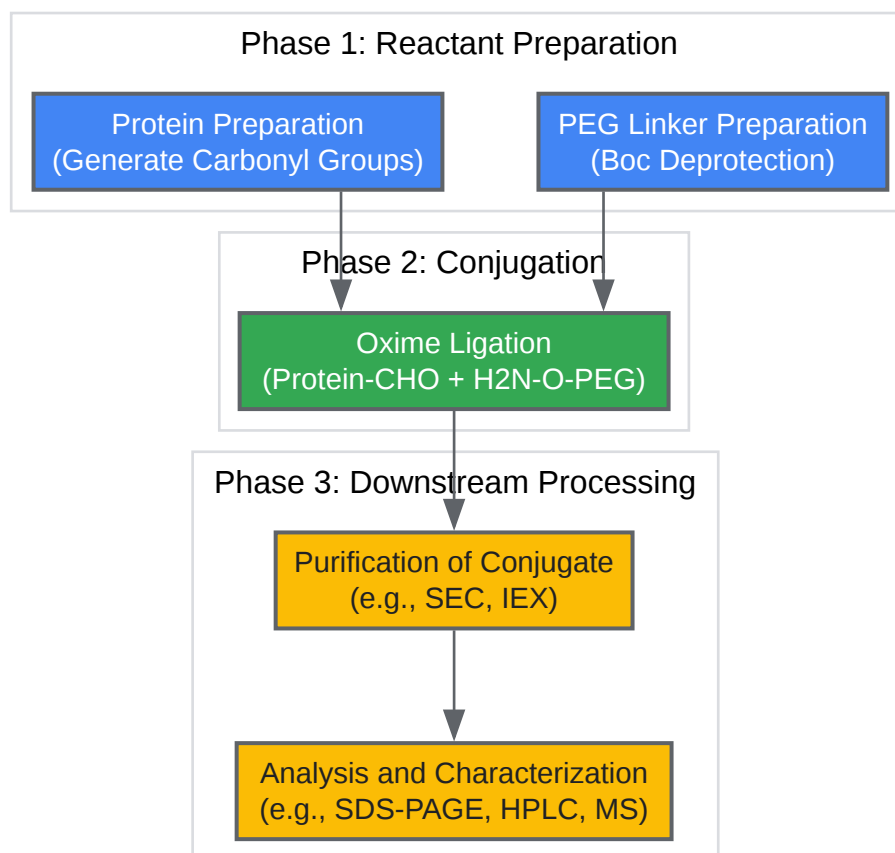 Phase 1: Reactant Preparation
Protein Preparation
(Generate Carbonyl Groups)
PEG Linker Preparation
(Boc Deprotection)
Phase 2: Conjugation
Oxime Ligation
(Protein-CHO + H2N-O-PEG)
Phase 3: Downstream Processing
Purification of Conjugate
(e.g., SEC, IEX)
Analysis and Characterization
(e.g., SDS-PAGE, HPLC, MS)